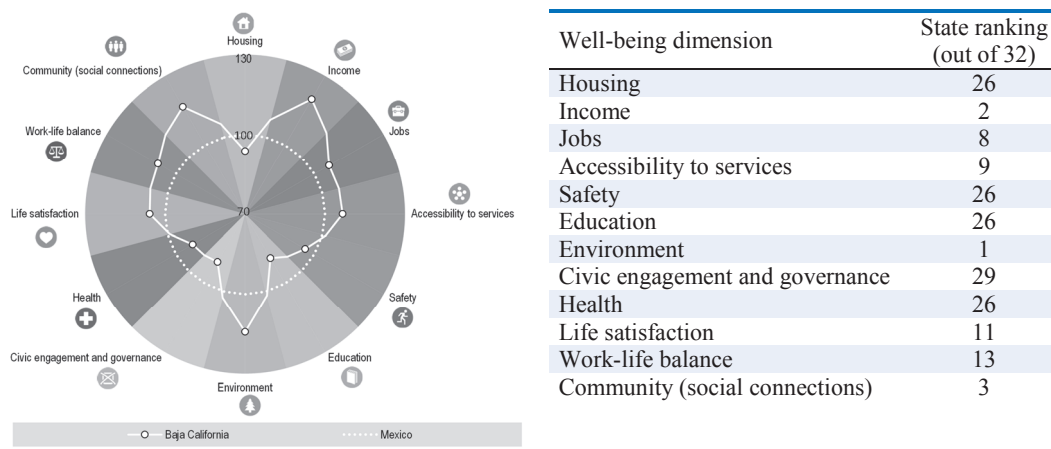 Housing
130
Income
Community (social connections)
Jobs
Work-life balance
100
Life satisfaction
70
Accessibility to services
Health
Safety
Civic engagement and governance
Education
Environment
Baja California
Mexico
Well-being dimension State ranking (out of 32)
Housing 26
Income 2
Jobs 8
Accessibility to services 9
Safety 26
Education 26
Environment 1
Civic engagement and governance 29
Health 26
Life satisfaction 11
Work-life balance 13
Community (social connections) 3